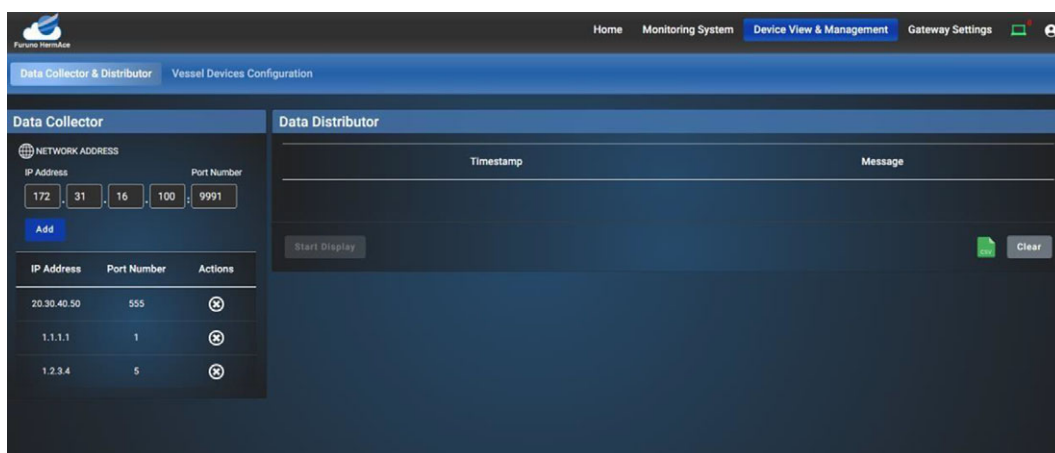 Furuno HermAce
Home Monitoring System Device View & Management Gateway Settings
Data Collector & Distributor Vessel Devices Configuration
Data Collector
NETWORK ADDRESS
IP Address Port Number
172 . 31 . 16 . 100 : 9991
Add
IP Address Port Number Actions
20.30.40.50 555
1.1.1.1 1
1.2.3.4 5
Data Distributor
Timestamp Message
Start Display CSV Clear